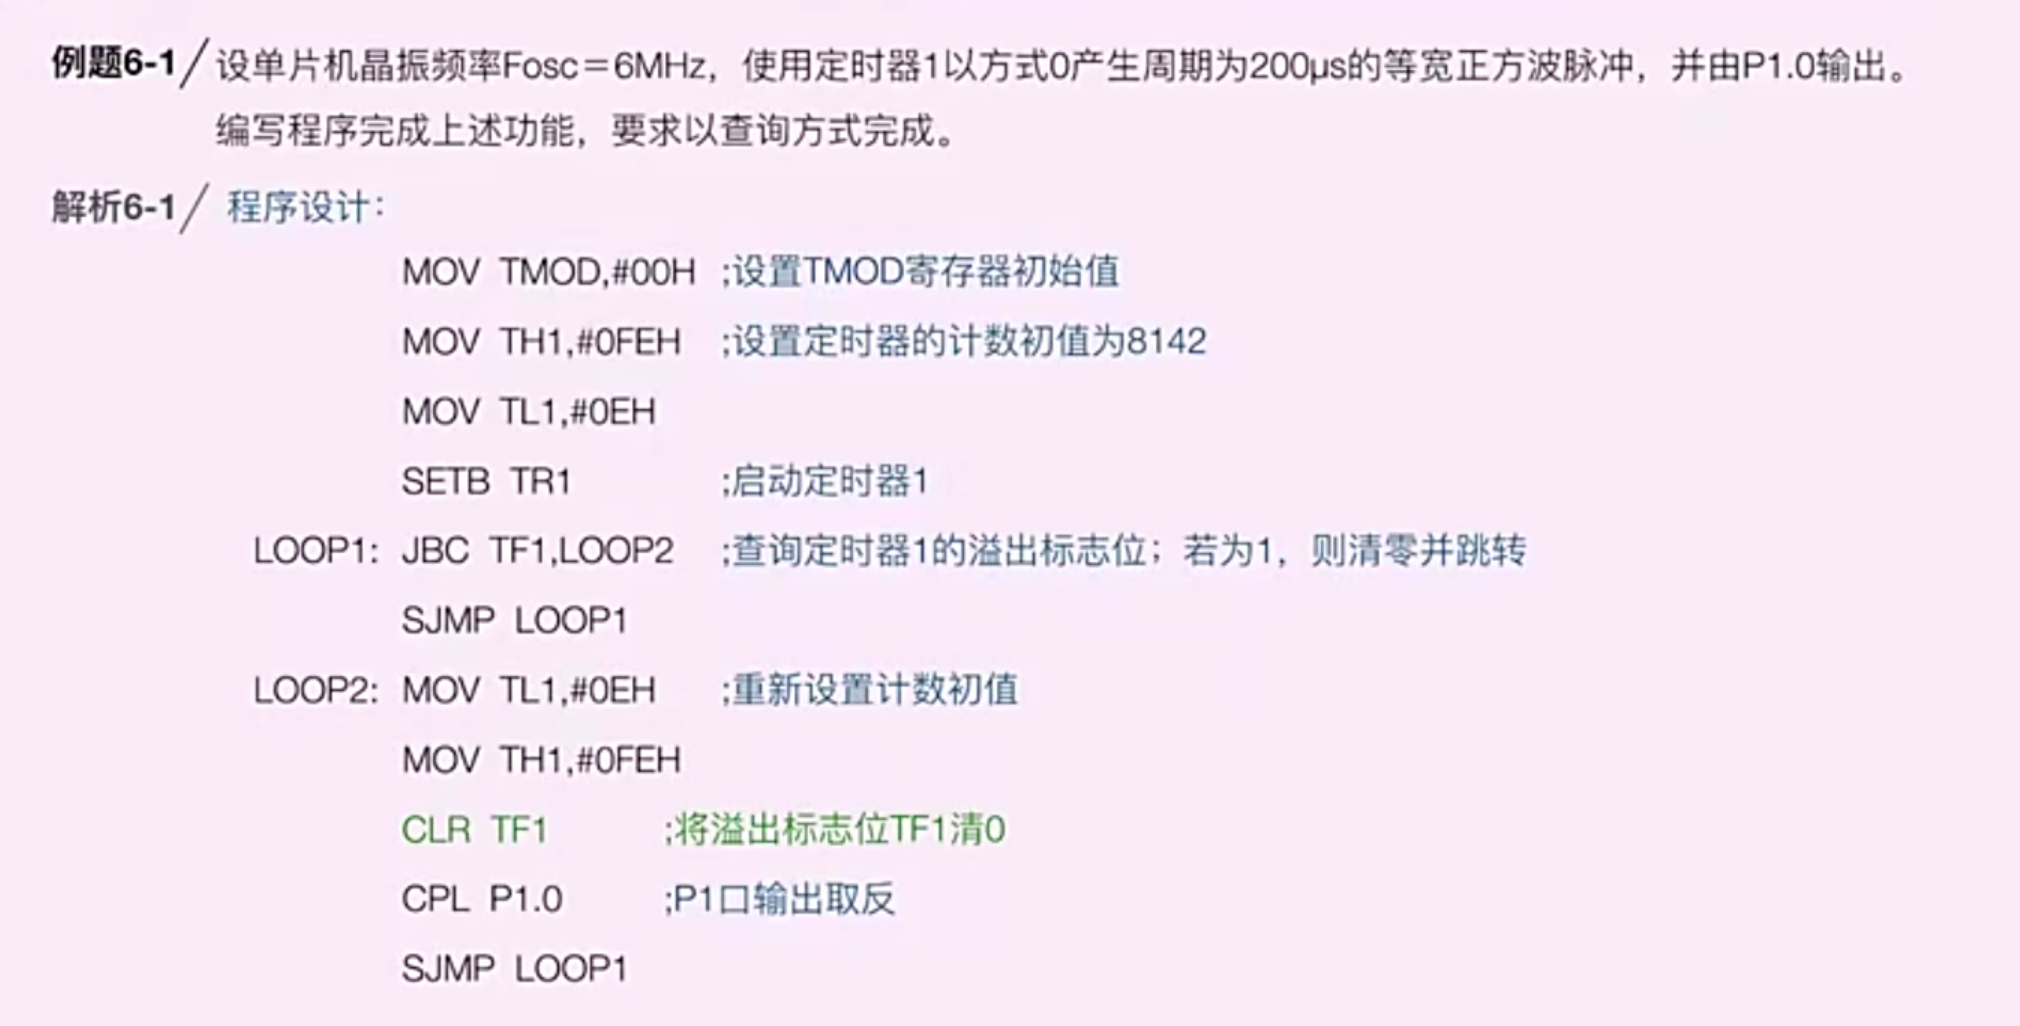 例题6-1/ 设单片机晶振频率Fosc=6MHz，使用定时器1以方式0产生周期为200μs的等宽正方波脉冲，并由P1.0输出。
编写程序完成上述功能，要求以查询方式完成。
解析6-1/ 程序设计：
MOV TMOD,#00H ;设置TMOD寄存器初始值
MOV TH1,#0FEH ;设置定时器的计数初值为8142
MOV TL1,#0EH
SETB TR1 ;启动定时器1
LOOP1: JBC TF1,LOOP2 ;查询定时器1的溢出标志位；若为1，则清零并跳转
SJMP LOOP1
LOOP2: MOV TL1,#0EH ;重新设置计数初值
MOV TH1,#0FEH
CLR TF1 ;将溢出标志位TF1清0
CPL P1.0 ;P1口输出取反
SJMP LOOP1